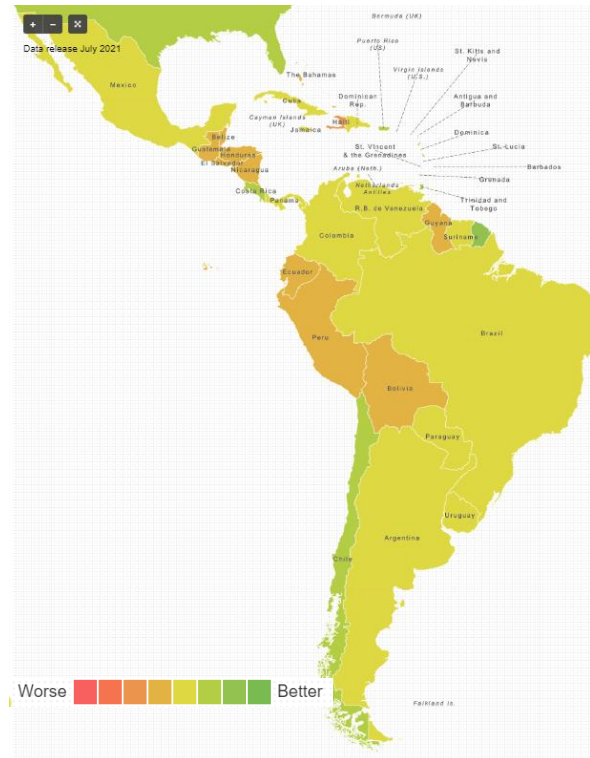 + −
Data release July 2021
Bermuda (UK)
Puerto Rico
(US)
St. Kitts and
Nevis
Virgin Islands
(U.S.)
Mexico
The Bahamas
Cuba
Dominican
Rep.
Antigua and
Barbuda
Cayman Islands
(UK)
Haiti
Jamaica
Dominica
Belize
St. Vincent
& the Grenadines
St. Lucia
Guatemala
Honduras
El Salvador
Nicaragua
Aruba (Neth.)
Barbados
Grenada
Netherlands
Antilles
Costa Rica
Panama
Trinidad and
Tobago
R.B. de Venezuela
Guyana
Suriname
Colombia
Ecuador
Peru
Brazil
Bolivia
Paraguay
Uruguay
Argentina
Chile
Worse Better
Falkland Is.